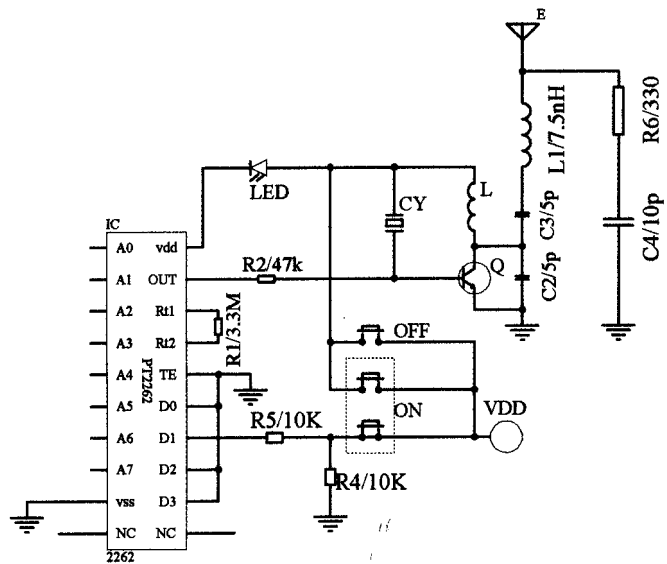 E
R6/330
L1/7.5nH
LED
CY
L
C3/5p
C4/10p
IC
A0 vdd
A1 OUT
R2/47k
Q
C2/5p
A2 Rt1
R1/3.3M
A3 Rt2
OFF
PT2262
A4 TE
A5 D0
ON
VDD
R5/10K
A6 D1
A7 D2
R4/10K
vss D3
NC NC
2262